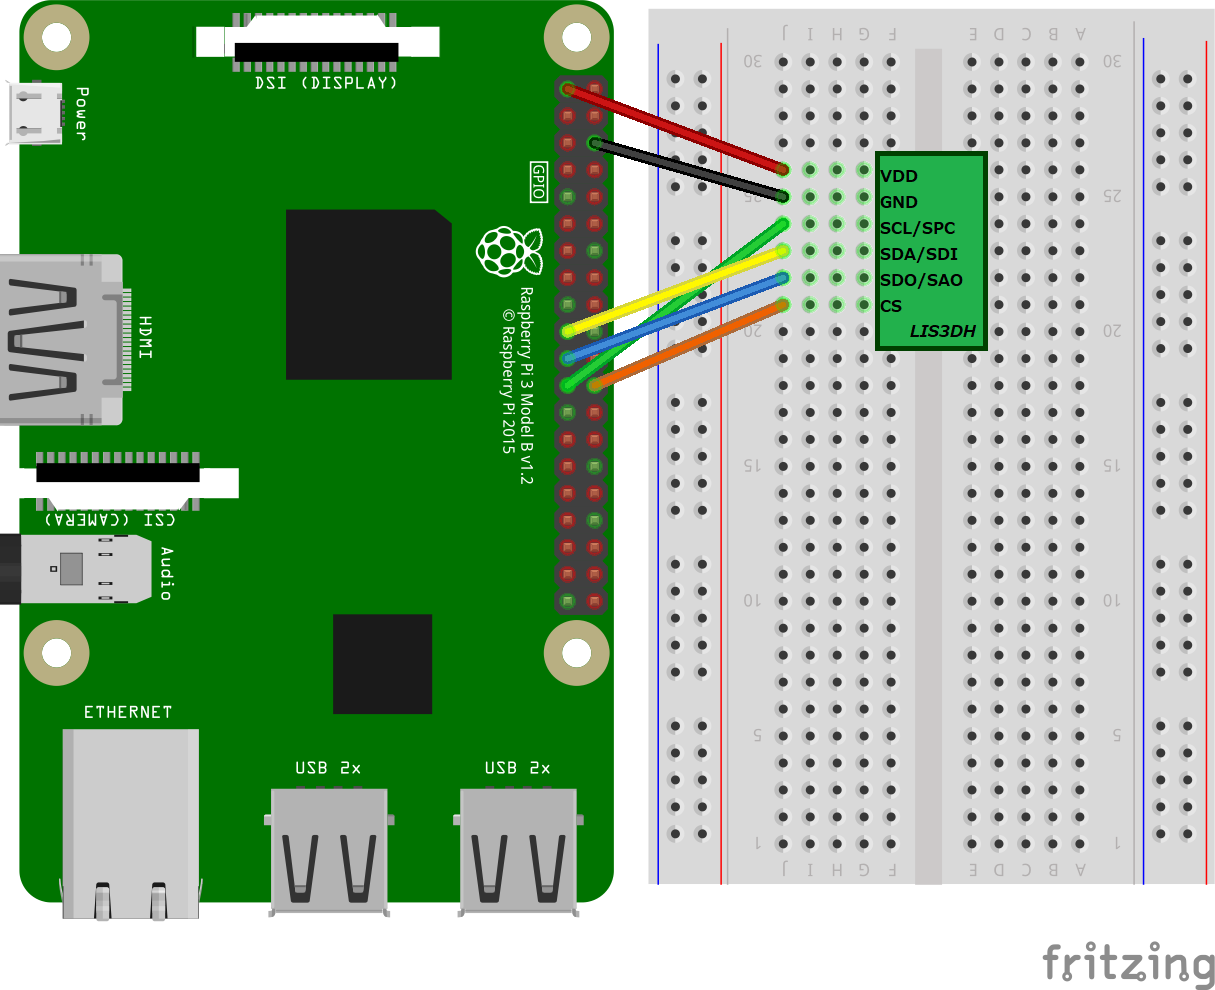 DSI (DISPLAY)
Power
GPIO
HDMI
Raspberry Pi 3 Model B v1.2
© Raspberry Pi 2015
CSI (CAMERA)
Audio
ETHERNET
USB 2x
USB 2x
J I H G F E D C B A
30 30
25 25
20 20
15 15
10 10
5 5
1 1
J I H G F E D C B A
VDD
GND
SCL/SPC
SDA/SDI
SDO/SAO
CS
LIS3DH
fritzing